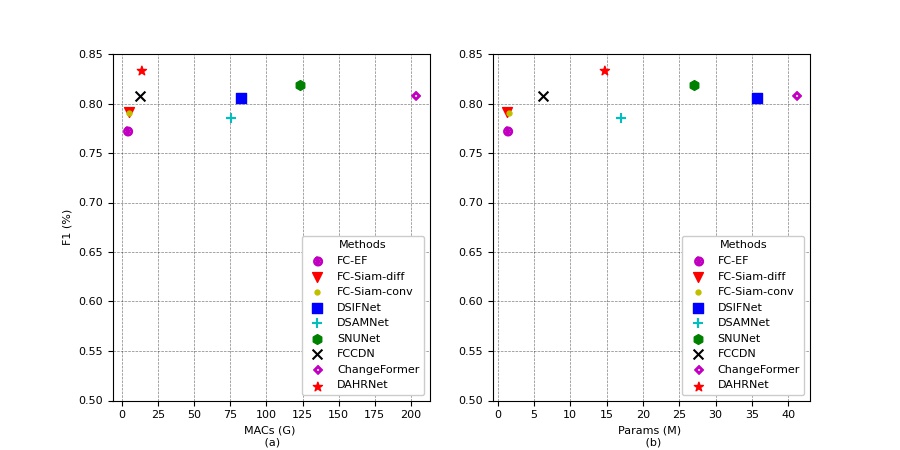 0.85
0.80
0.75
0.70
0.65
0.60
0.55
0.50
F1 (%)
0
25
50
75
100
125
150
175
200
MACs (G)
(a)
Methods
FC-EF
FC-Siam-diff
FC-Siam-conv
DSIFNet
DSAMNet
SNUNet
FCCDN
ChangeFormer
DAHRNet
0.85
0.80
0.75
0.70
0.65
0.60
0.55
0.50
0
5
10
15
20
25
30
35
40
Params (M)
(b)
Methods
FC-EF
FC-Siam-diff
FC-Siam-conv
DSIFNet
DSAMNet
SNUNet
FCCDN
ChangeFormer
DAHRNet